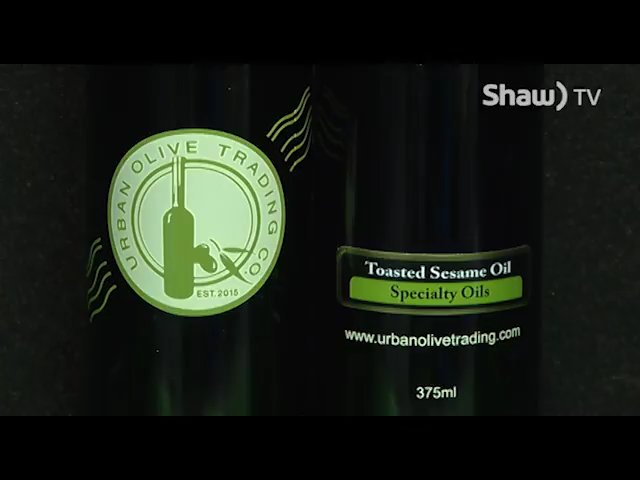 Shaw) TV
URBAN OLIVE TRADING CO.
EST. 2015
Toasted Sesame Oil
Specialty Oils
www.urbanolivetrading.com
375ml